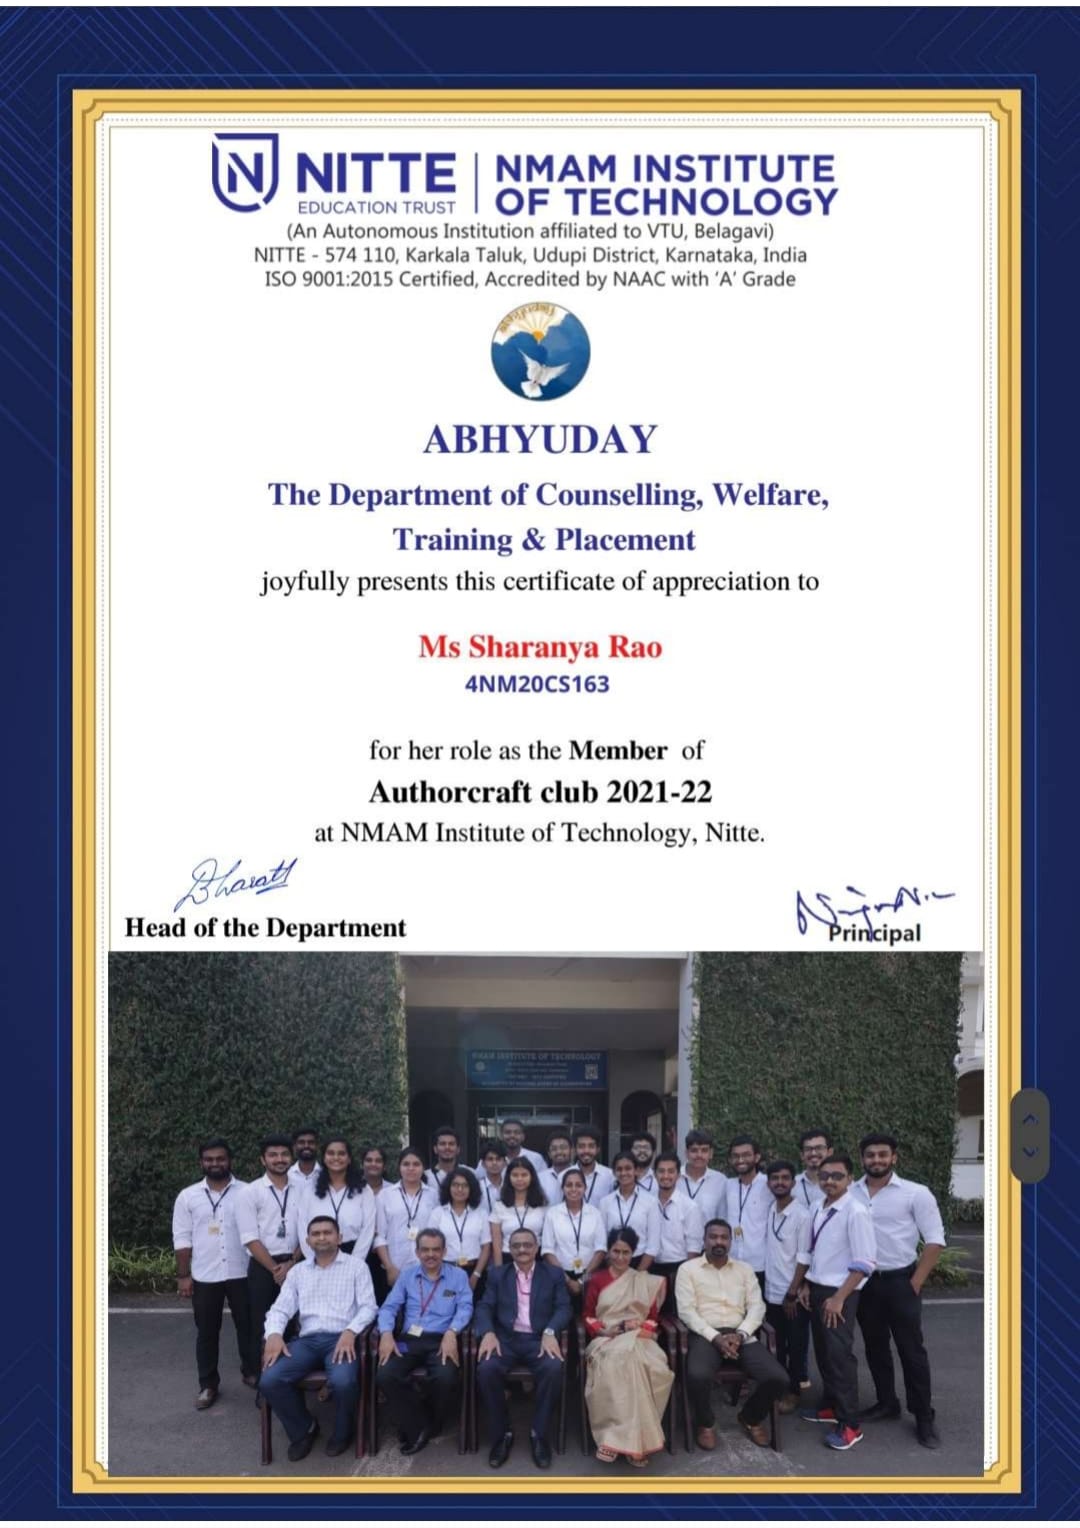 NITTE
EDUCATION TRUST
NMAM INSTITUTE
OF TECHNOLOGY
(An Autonomous Institution affiliated to VTU, Belagavi)
NITTE - 574 110, Karkala Taluk, Udupi District, Karnataka, India
ISO 9001:2015 Certified, Accredited by NAAC with ‘A’ Grade
abhyuday
ABHYUDAY
The Department of Counselling, Welfare,
Training & Placement
joyfully presents this certificate of appreciation to
Ms Sharanya Rao
4NM20CS163
for her role as the Member of
Authorcraft club 2021-22
at NMAM Institute of Technology, Nitte.
Bharath
Head of the Department
Principal
NMAM INSTITUTE OF TECHNOLOGY